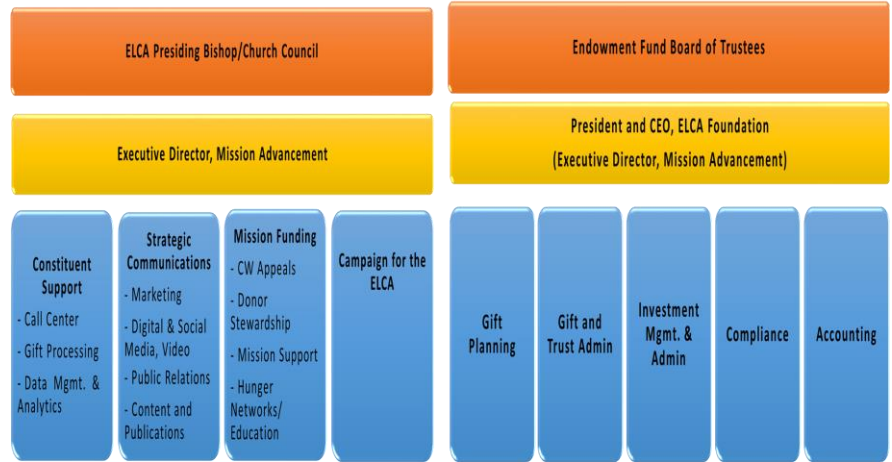 ELCA Presiding Bishop/Church Council
Executive Director, Mission Advancement
Constituent
Support
- Call Center
- Gift Processing
- Data Mgmt. &
Analytics
Strategic
Communications
- Marketing
- Digital & Social
Media, Video
- Public Relations
- Content and
Publications
Mission Funding
- CW Appeals
- Donor
Stewardship
- Mission Support
- Hunger
Networks/
Education
Campaign for the
ELCA
Endowment Fund Board of Trustees
President and CEO, ELCA Foundation
(Executive Director, Mission Advancement)
Gift
Planning
Gift and
Trust Admin
Investment
Mgmt. &
Admin
Compliance
Accounting